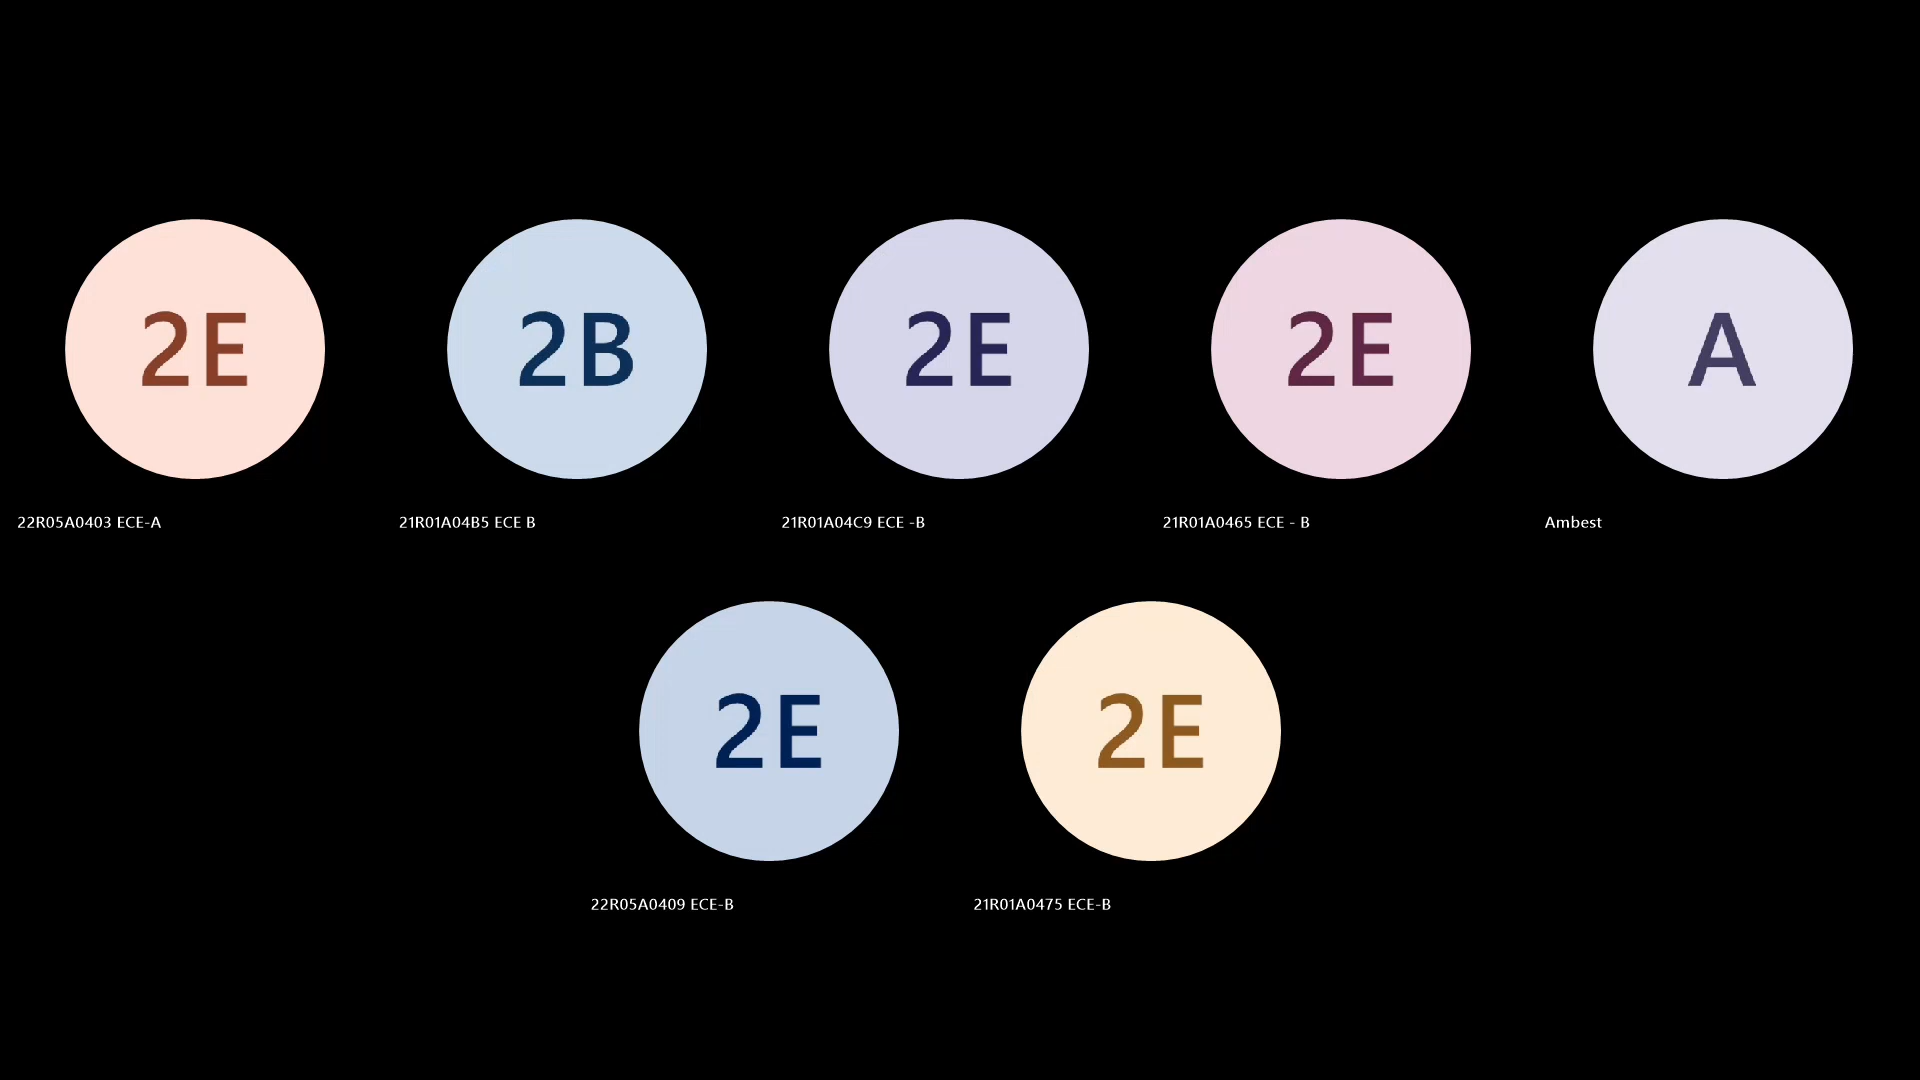 2E
2B
2E
2E
A
22R05A0403 ECE-A
21R01A04B5 ECE B
21R01A04C9 ECE -B
21R01A0465 ECE - B
Ambest
2E
2E
22R05A0409 ECE-B
21R01A0475 ECE-B